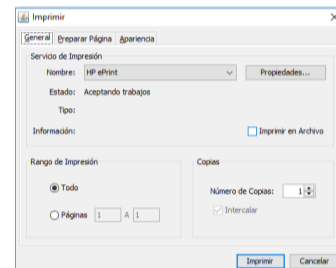 Imprimir
General Preparar Página Apariencia
Servicio de Impresión
Nombre: HP ePrint Propiedades...
Estado: Aceptando trabajos
Tipo:
Información: Imprimir en Archivo
Rango de Impresión Copias
Todo Número de Copias: 1
Páginas 1 A 1 Intercalar
Imprimir Cancelar